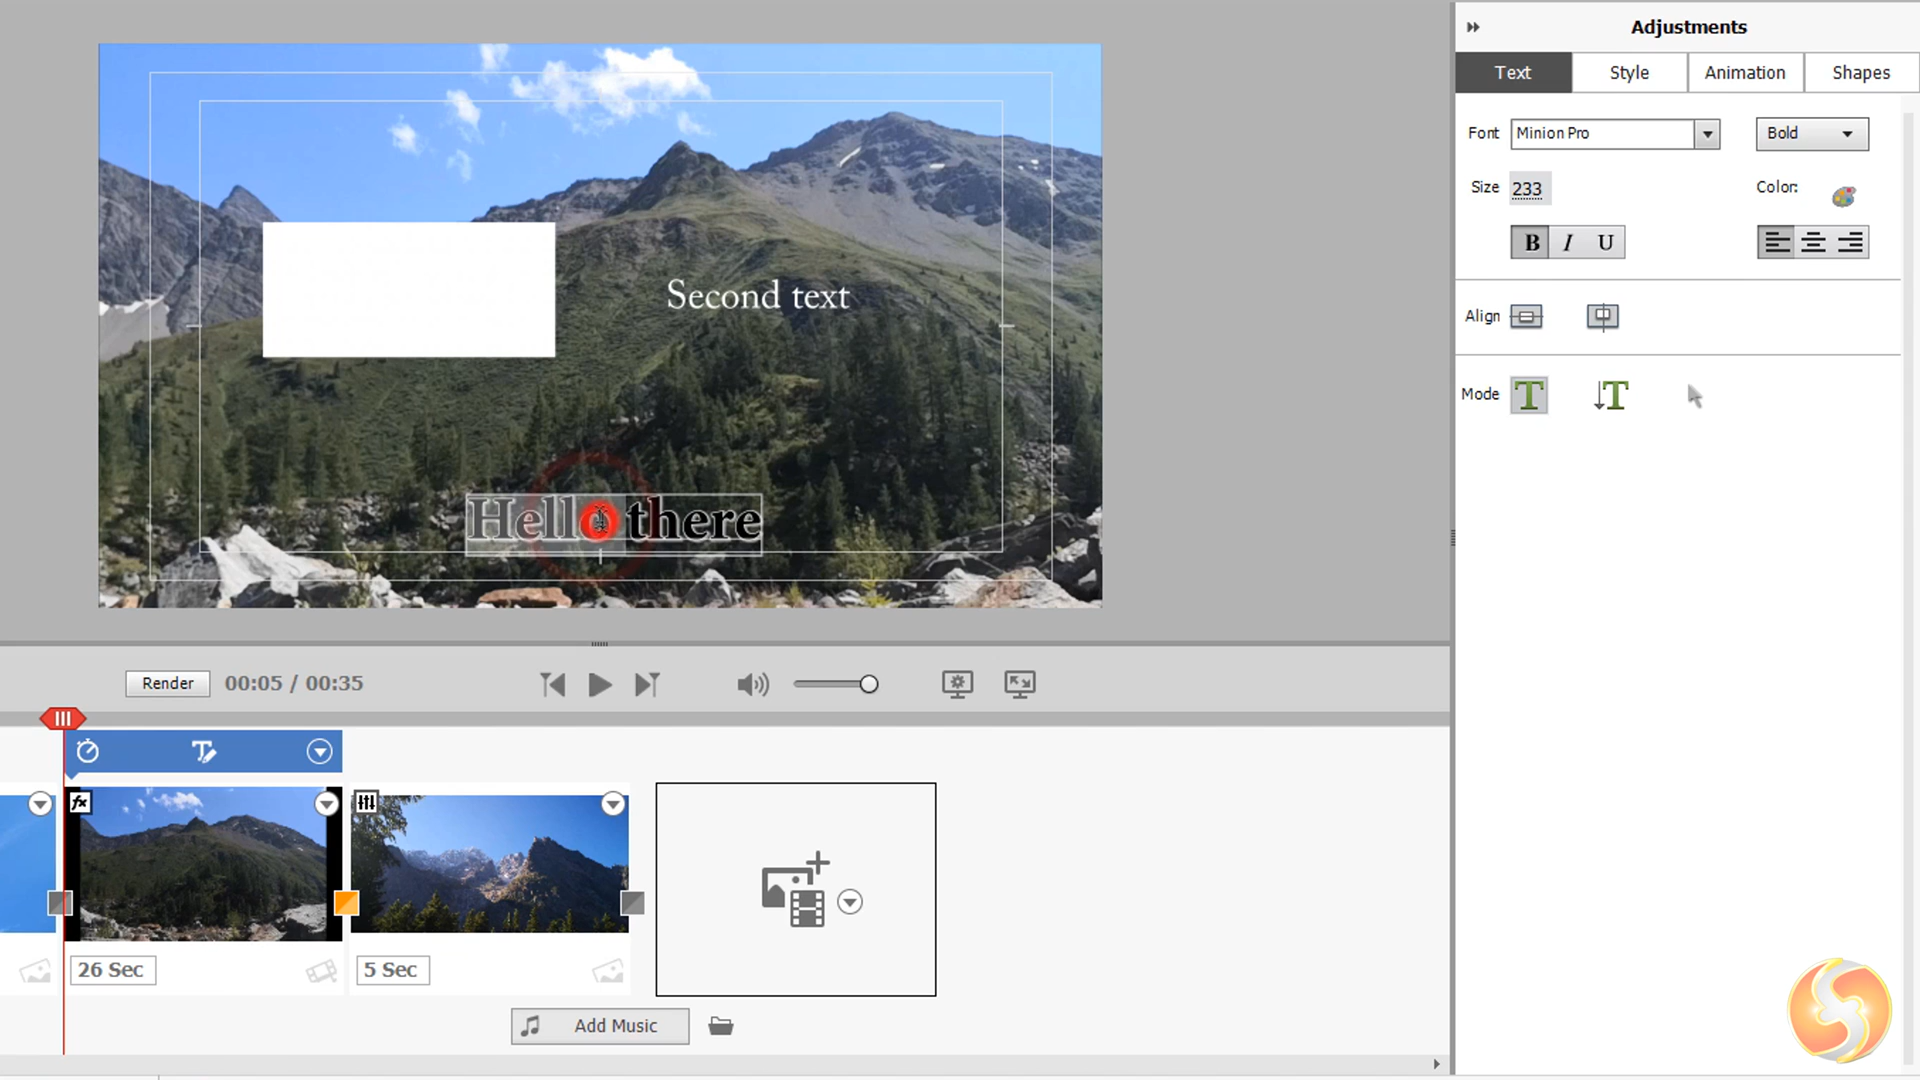 Adjustments
Text Style Animation Shapes
Font Minion Pro Bold
Size 233 Color:
B I U
Align
Mode T T
Second text
Hello there
Render 00:05 / 00:35
T
fx
26 Sec 5 Sec
Add Music